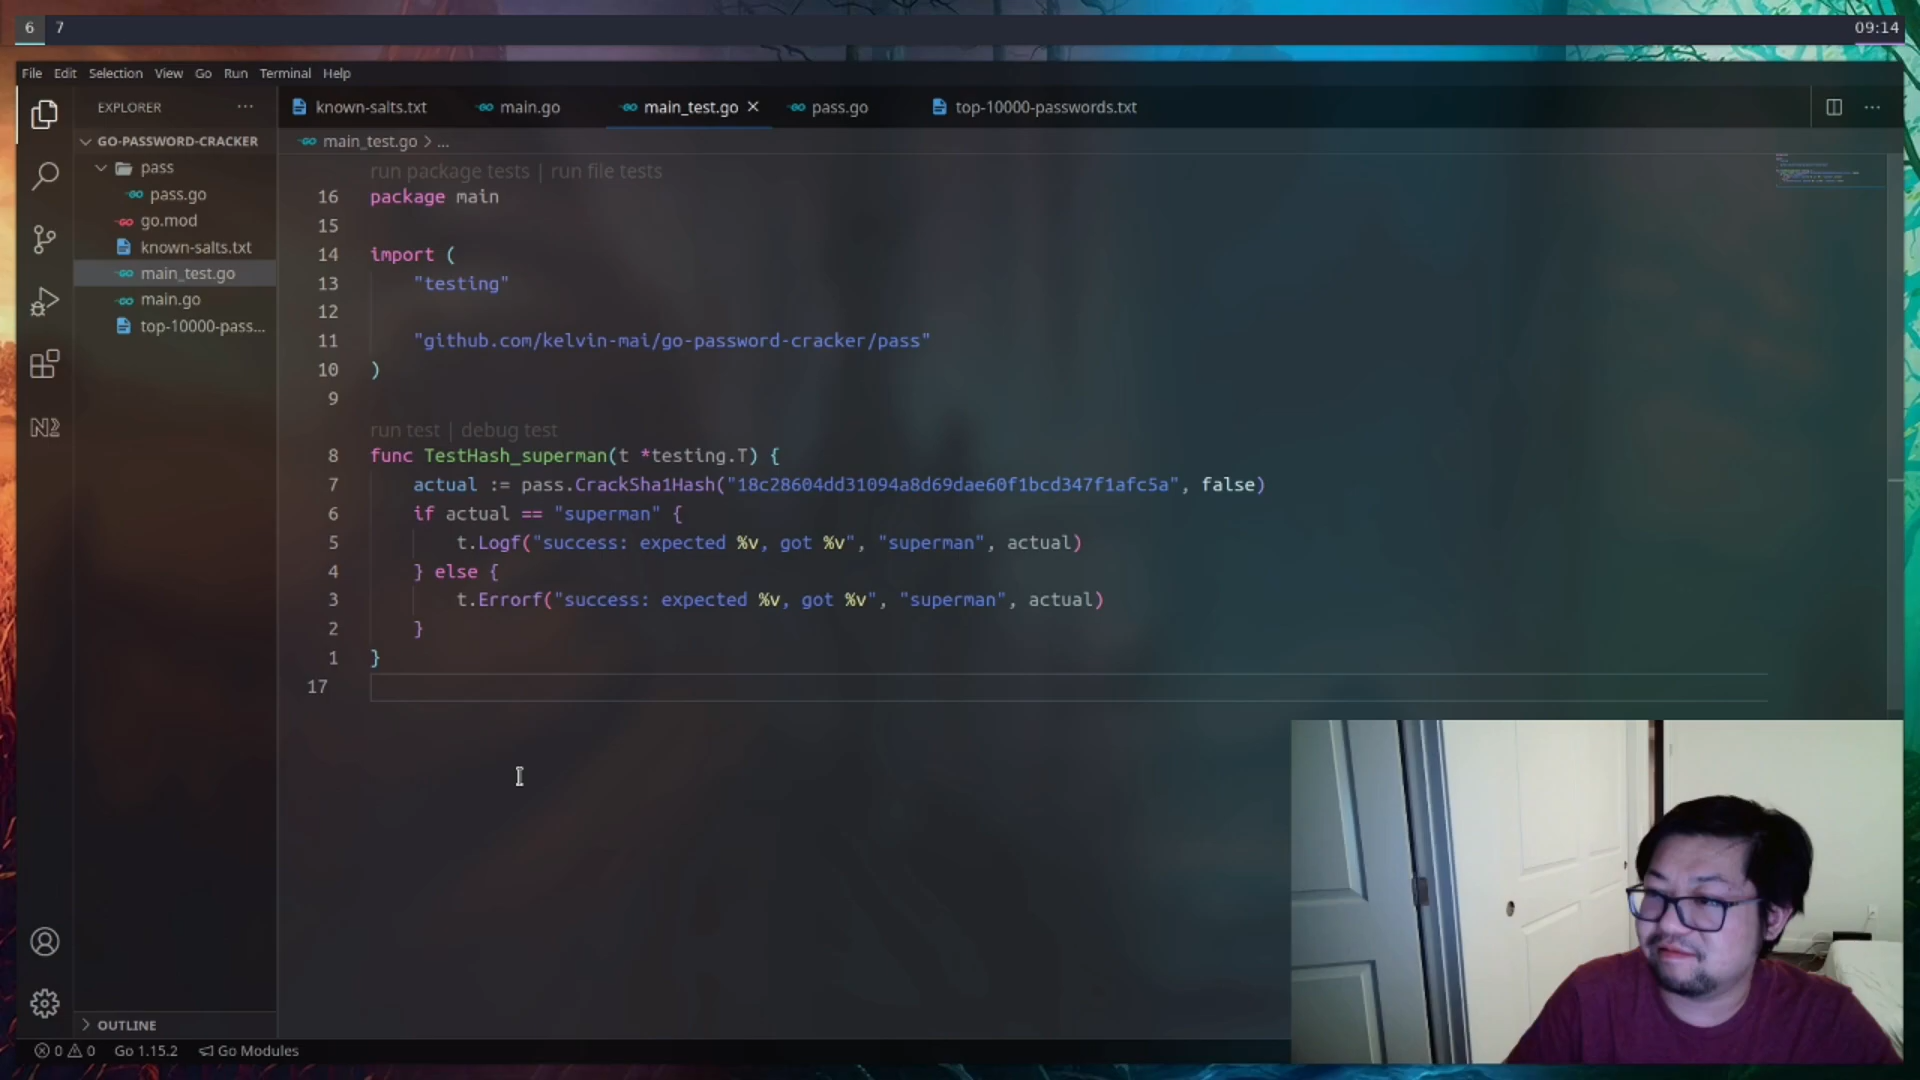 6 7 09:14
File Edit Selection View Go Run Terminal Help
EXPLORER ...
known-salts.txt main.go main_test.go pass.go top-10000-passwords.txt
GO-PASSWORD-CRACKER
pass
pass.go
go.mod
known-salts.txt
main_test.go
main.go
top-10000-pass...
OUTLINE
main_test.go > ...
run package tests | run file tests
16 package main
15
14 import (
13 "testing"
12
11 "github.com/kelvin-mai/go-password-cracker/pass"
10 )
9
run test | debug test
8 func TestHash_superman(t *testing.T) {
7 actual := pass.CrackSha1Hash("18c28604dd31094a8d69dae60f1bcd347f1afc5a", false)
6 if actual == "superman" {
5 t.Logf("success: expected %v, got %v", "superman", actual)
4 } else {
3 t.Errorf("success: expected %v, got %v", "superman", actual)
2 }
1 }
17
0 0 Go 1.15.2 Go Modules